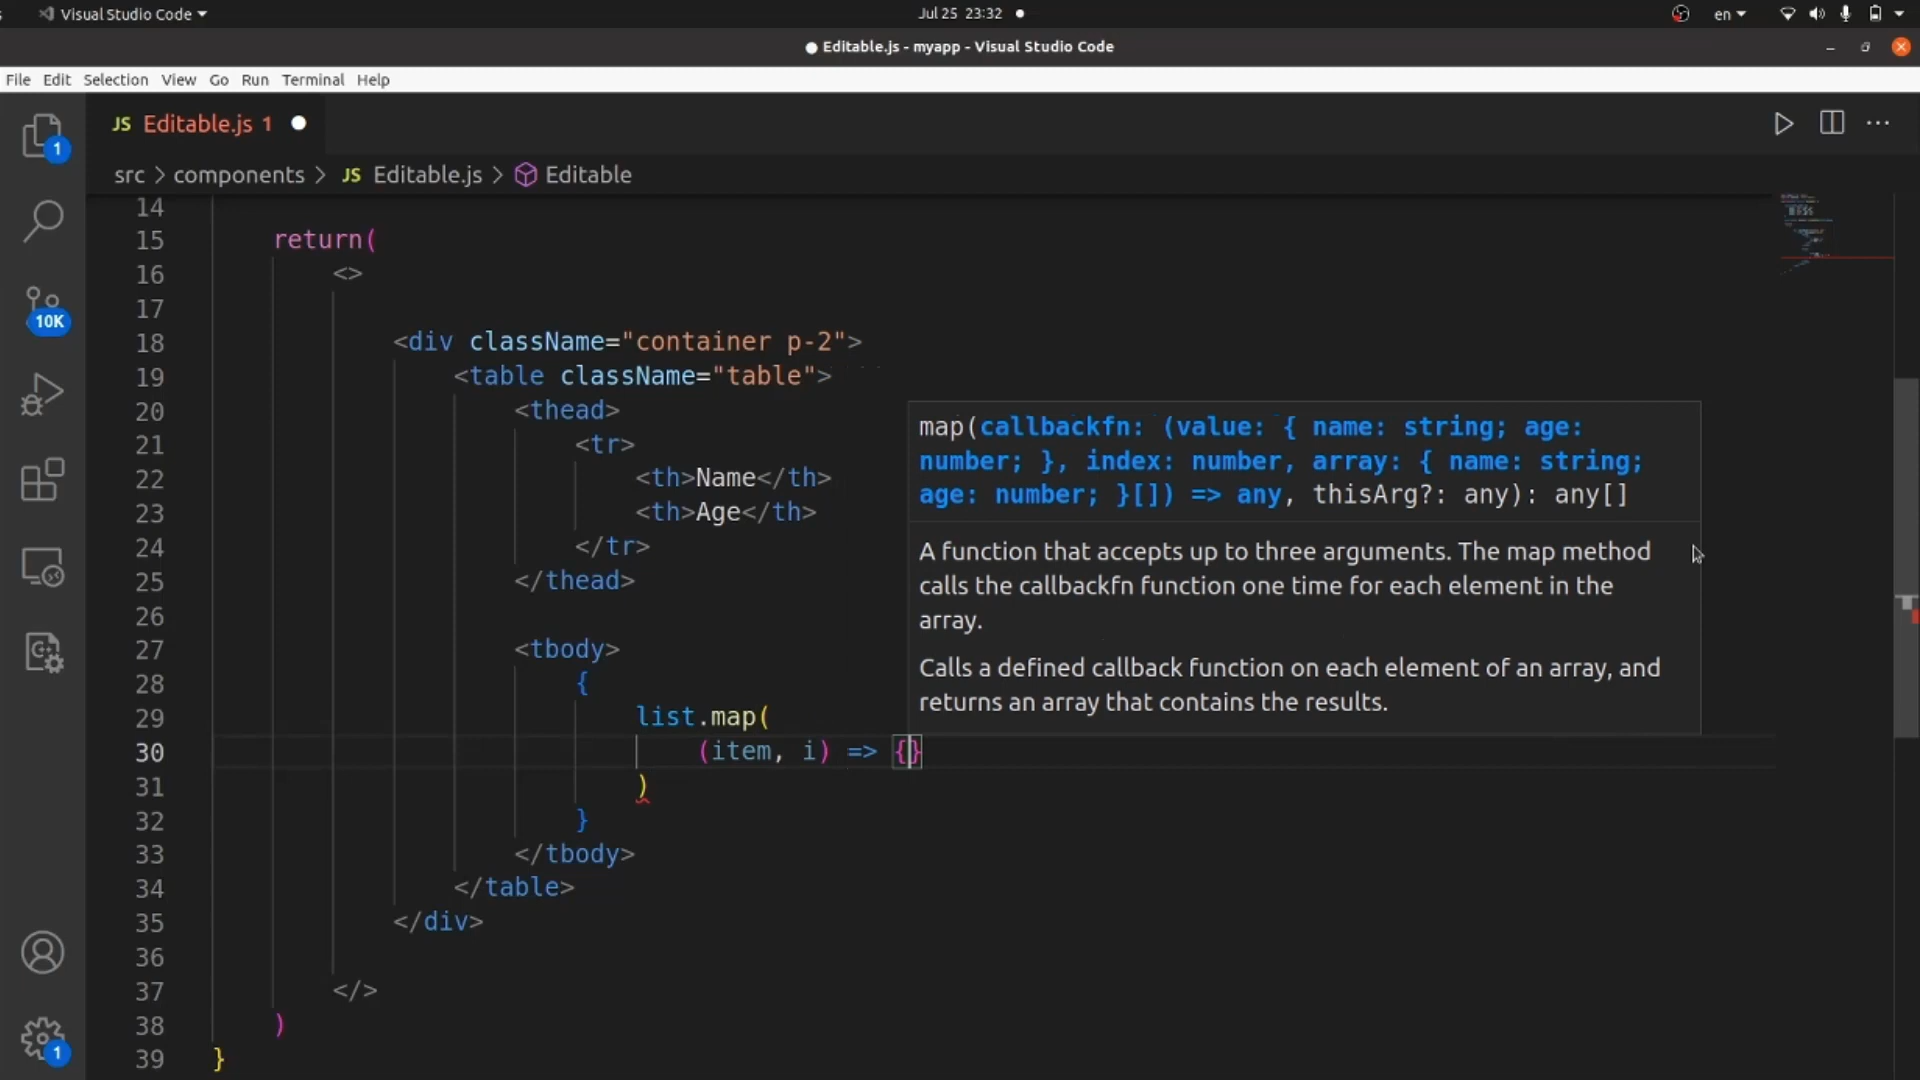 Visual Studio Code
Jul 25 23:32
en
Editable.js - myapp - Visual Studio Code
File Edit Selection View Go Run Terminal Help
JS Editable.js 1
src > components > JS Editable.js > Editable
14
15 return(
16 <>
17
18 <div className="container p-2">
19 <table className="table">
20 <thead>
21 <tr>
22 <th>Name</th>
23 <th>Age</th>
24 </tr>
25 </thead>
26
27 <tbody>
28 {
29 list.map(
30 (item, i) => {}
31 )
32 }
33 </tbody>
34 </table>
35 </div>
36
37 </>
38 )
39 }
map(callbackfn: (value: { name: string; age:
number; }, index: number, array: { name: string;
age: number; }[]) => any, thisArg?: any): any[]
A function that accepts up to three arguments. The map method
calls the callbackfn function one time for each element in the
array.
Calls a defined callback function on each element of an array, and
returns an array that contains the results.
1
10K
1